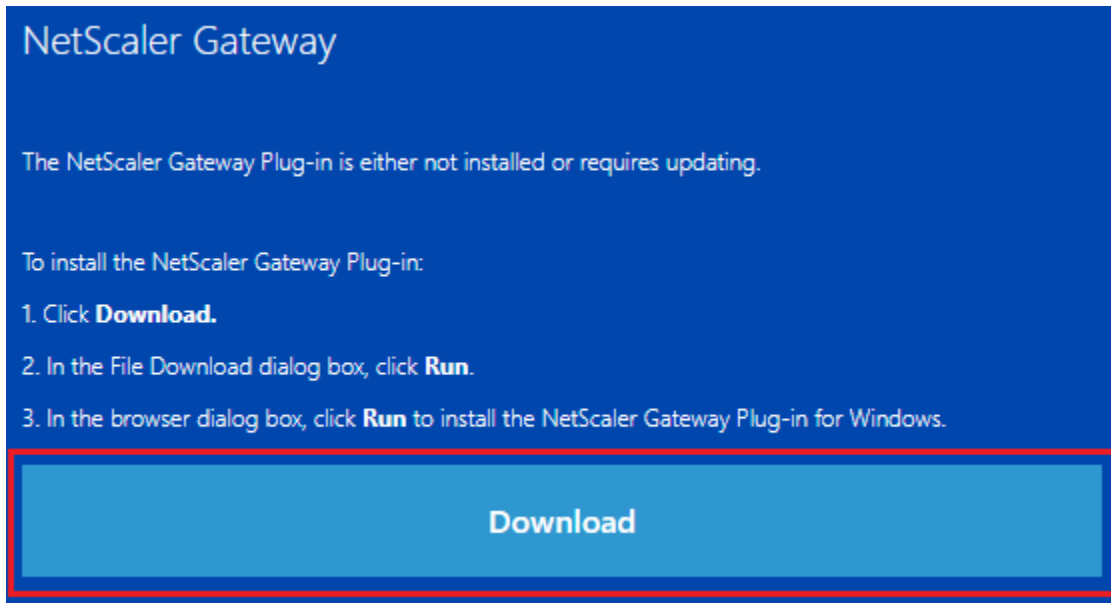 NetScaler Gateway
The NetScaler Gateway Plug-in is either not installed or requires updating.
To install the NetScaler Gateway Plug-in:
1. Click Download.
2. In the File Download dialog box, click Run.
3. In the browser dialog box, click Run to install the NetScaler Gateway Plug-in for Windows.
Download